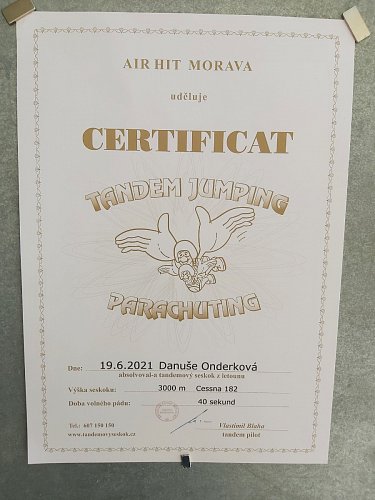 AIR HIT MORAVA
uděluje
CERTIFICAT
TANDEM JUMPING
PARACHUTING
Dne: 19.6.2021 Danuše Onderková
absolvoval-a tandemový seskok z letounu
Výška seskoku: 3000 m Cessna 182
Doba volného pádu: 40 sekund
Tel.: 607 150 150 Vlastimil Blaha
www.tandemovyseskok.cz tandem pilot